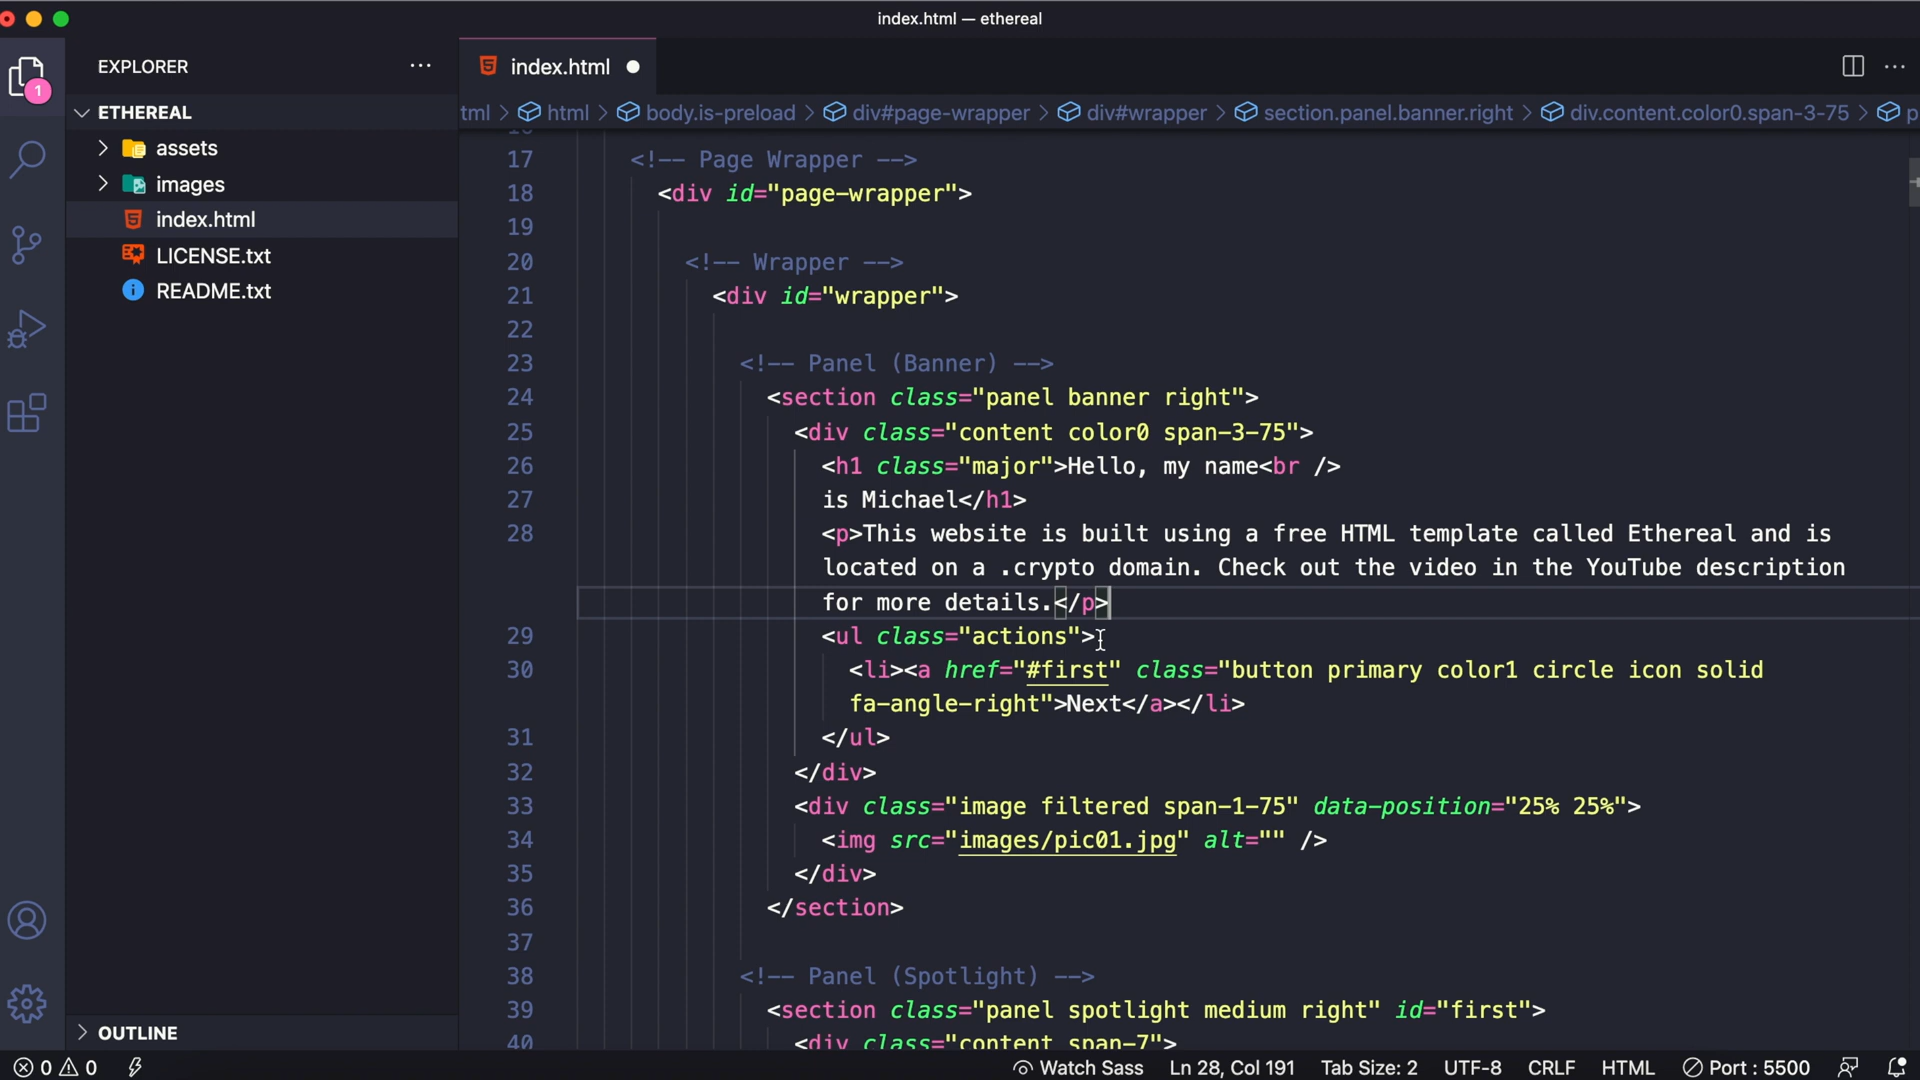 index.html — ethereal
EXPLORER
index.html
1
ETHEREAL
tml > html > body.is-preload > div#page-wrapper > div#wrapper > section.panel.banner.right > div.content.color0.span-3-75 > p
assets
images
index.html
LICENSE.txt
README.txt
17 <!-- Page Wrapper -->
18 <div id="page-wrapper">
19
20 <!-- Wrapper -->
21 <div id="wrapper">
22
23 <!-- Panel (Banner) -->
24 <section class="panel banner right">
25 <div class="content color0 span-3-75">
26 <h1 class="major">Hello, my name<br />
27 is Michael</h1>
28 <p>This website is built using a free HTML template called Ethereal and is
located on a .crypto domain. Check out the video in the YouTube description
for more details.</p>
29 <ul class="actions">
30 <li><a href="#first" class="button primary color1 circle icon solid
fa-angle-right">Next</a></li>
31 </ul>
32 </div>
33 <div class="image filtered span-1-75" data-position="25% 25%">
34 <img src="images/pic01.jpg" alt="" />
35 </div>
36 </section>
37
38 <!-- Panel (Spotlight) -->
39 <section class="panel spotlight medium right" id="first">
40 <div class="content span-7">
OUTLINE
0 0 Watch Sass Ln 28, Col 191 Tab Size: 2 UTF-8 CRLF HTML Port : 5500